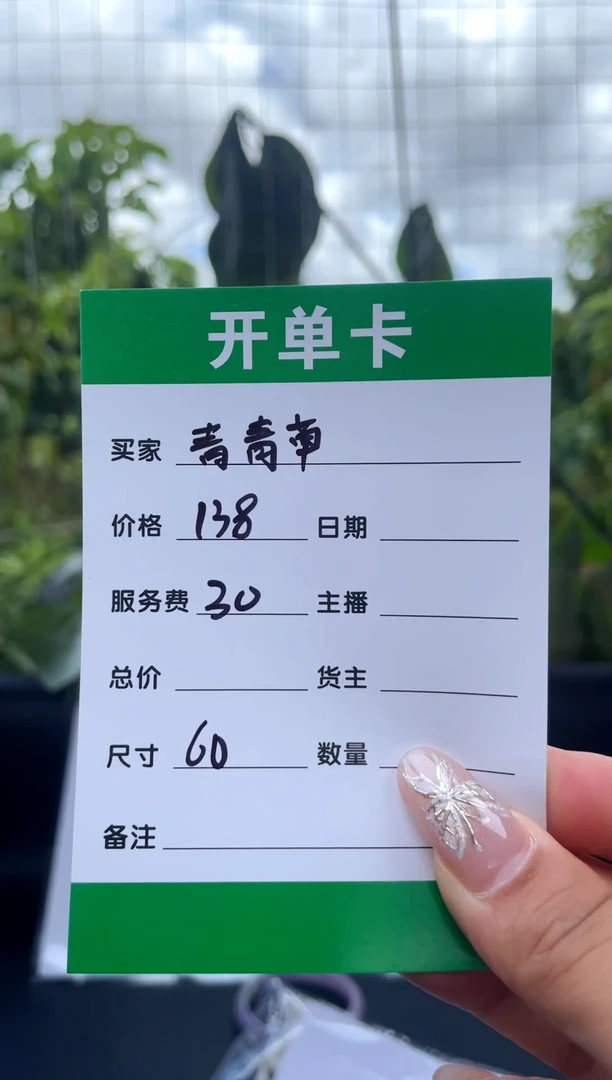 开单卡
买家 青青草
价格 138 日期
服务费 30 主播
总价 货主
尺寸 60 数量
备注